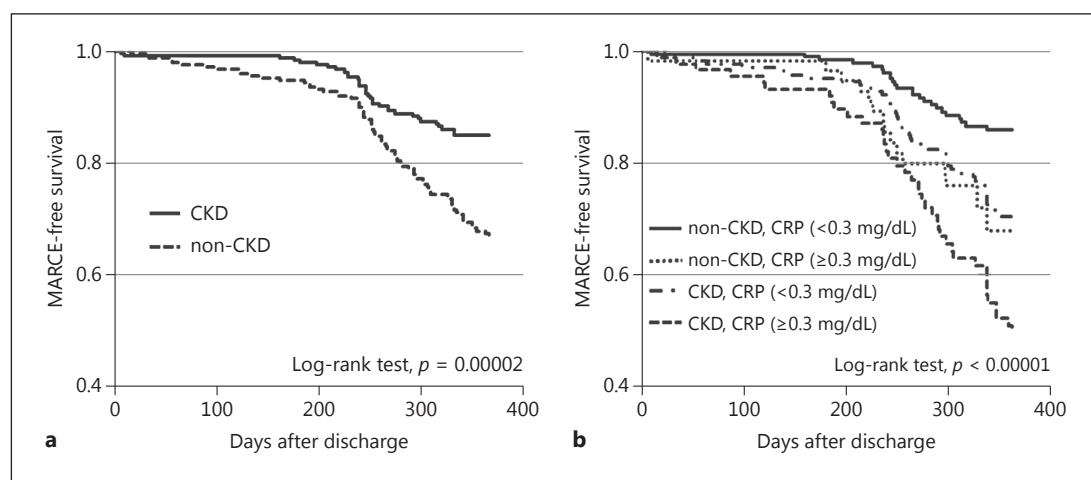 1.0
0.8
0.6
0.4
MARCE-free survival
CKD
non-CKD
Log-rank test, p = 0.00002
0 100 200 300 400
Days after discharge
a
1.0
0.8
0.6
0.4
MARCE-free survival
non-CKD, CRP (<0.3 mg/dL)
non-CKD, CRP (≥0.3 mg/dL)
CKD, CRP (<0.3 mg/dL)
CKD, CRP (≥0.3 mg/dL)
Log-rank test, p < 0.00001
0 100 200 300 400
Days after discharge
b